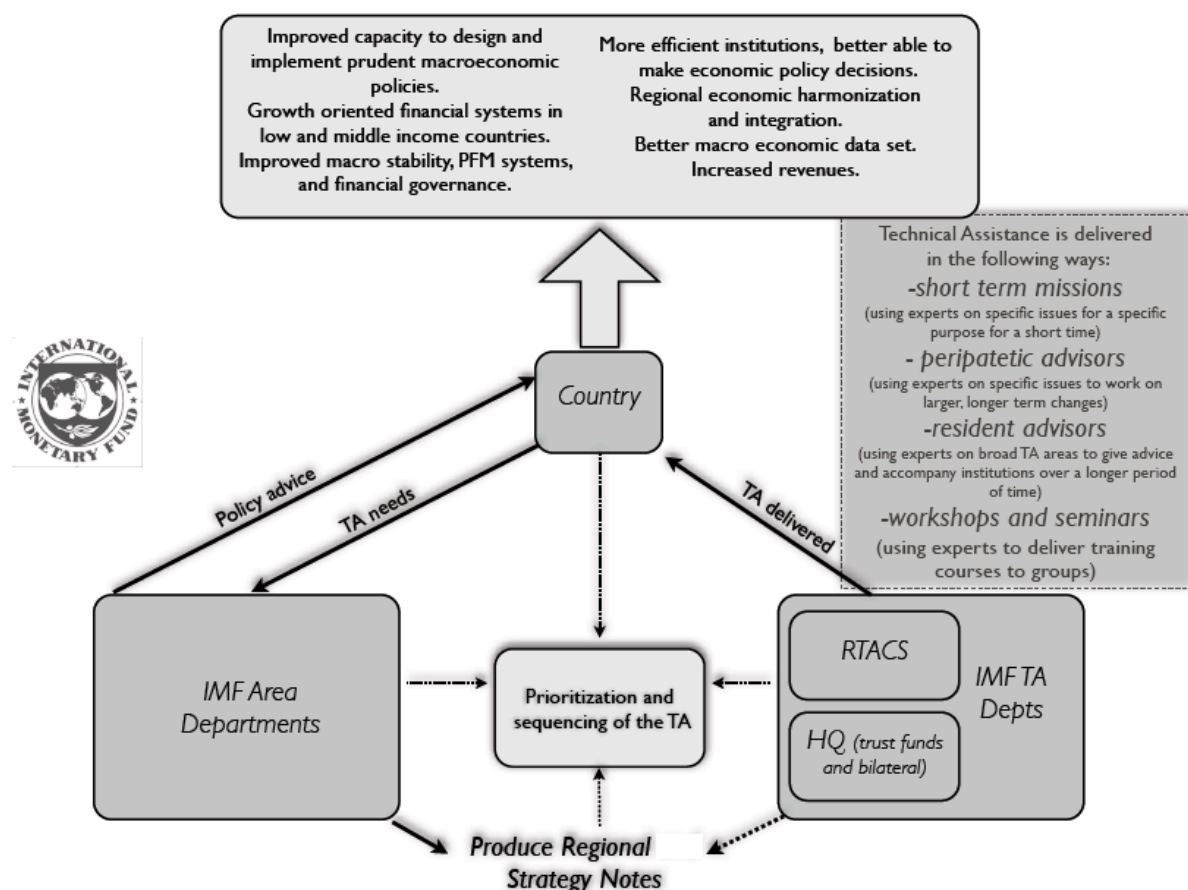 Improved capacity to design and
implement prudent macroeconomic
policies.
Growth oriented financial systems in
low and middle income countries.
Improved macro stability, PFM systems,
and financial governance.
More efficient institutions, better able to
make economic policy decisions.
Regional economic harmonization
and integration.
Better macro economic data set.
Increased revenues.
Technical Assistance is delivered
in the following ways:
-short term missions
(using experts on specific issues for a specific
purpose for a short time)
- peripatetic advisors
(using experts on specific issues to work on
larger, longer term changes)
-resident advisors
(using experts on broad TA areas to give advice
and accompany institutions over a longer period
of time)
-workshops and seminars
(using experts to deliver training
courses to groups)
INTERNATIONAL
MONETARY FUND
Country
Policy advice
TA needs
TA delivered
IMF Area
Departments
Prioritization and
sequencing of the TA
RTACS
HQ (trust funds
and bilateral)
IMF TA
Depts
Produce Regional
Strategy Notes